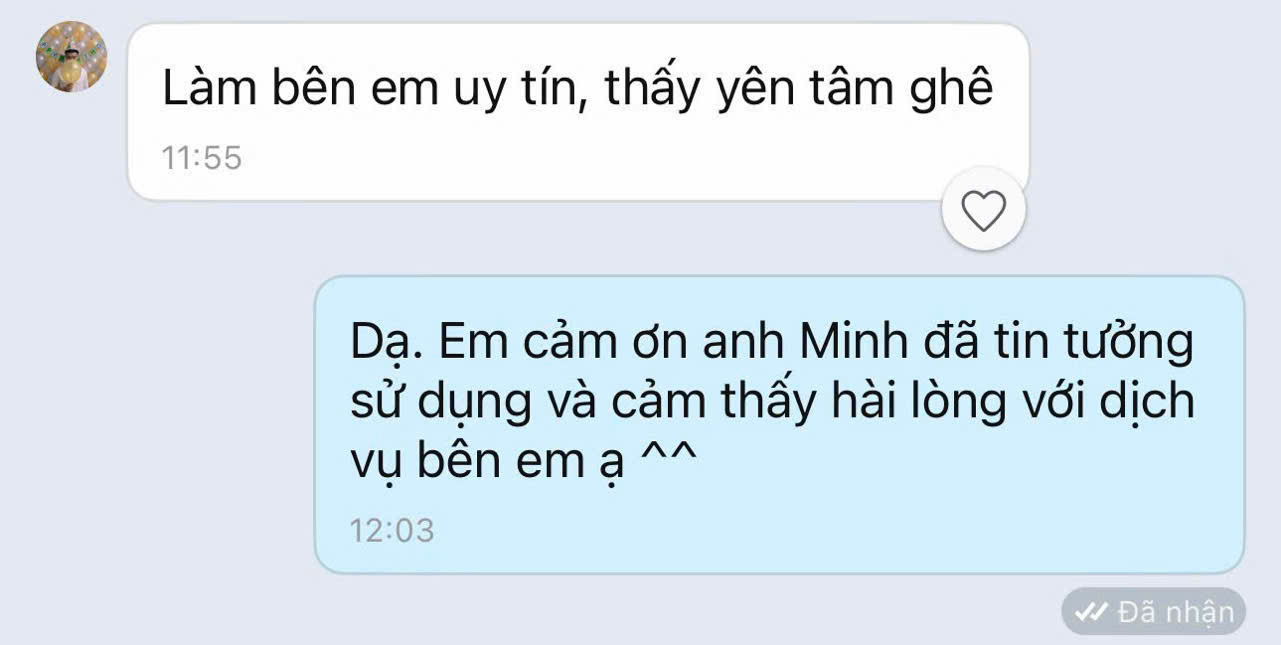 Làm bên em uy tín, thấy yên tâm ghê
11:55
Dạ. Em cảm ơn anh Minh đã tin tưởng
sử dụng và cảm thấy hài lòng với dịch
vụ bên em ạ ^^
12:03
Đã nhận